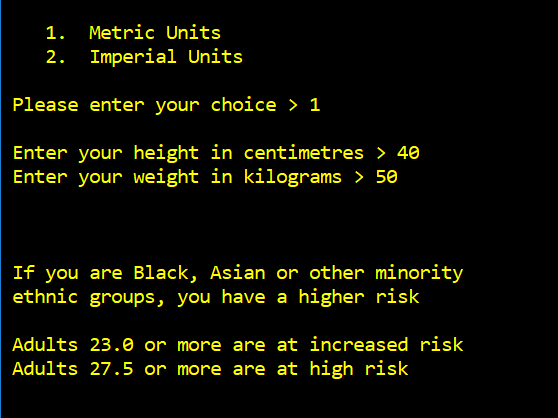 1. Metric Units
2. Imperial Units
Please enter your choice > 1
Enter your height in centimetres > 40
Enter your weight in kilograms > 50
If you are Black, Asian or other minority
ethnic groups, you have a higher risk
Adults 23.0 or more are at increased risk
Adults 27.5 or more are at high risk